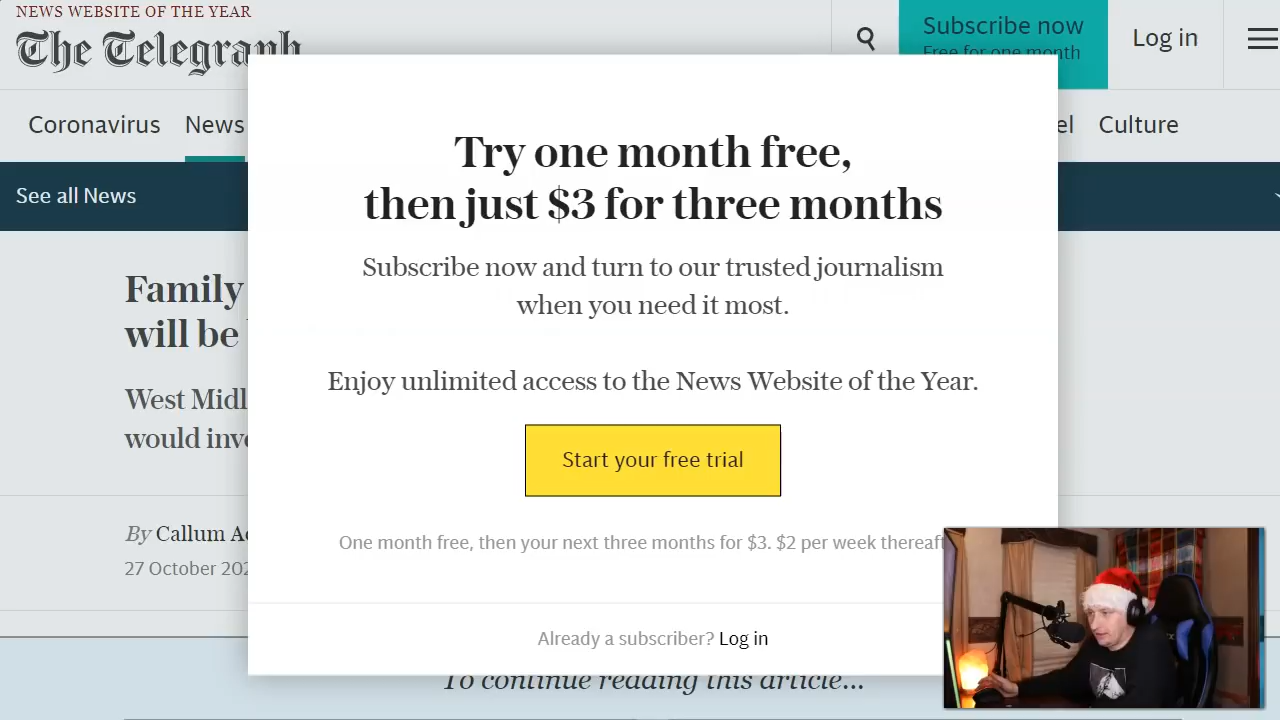 NEWS WEBSITE OF THE YEAR
The Telegraph
Subscribe now
Free for one month
Log in
Coronavirus
News
Culture
See all News
Try one month free,
then just $3 for three months
Subscribe now and turn to our trusted journalism
when you need it most.
Enjoy unlimited access to the News Website of the Year.
Start your free trial
One month free, then your next three months for $3. $2 per week thereaft
Already a subscriber? Log in
Family
will be
West Midl
would inv
By Callum A
27 October 202
To continue reading this article...